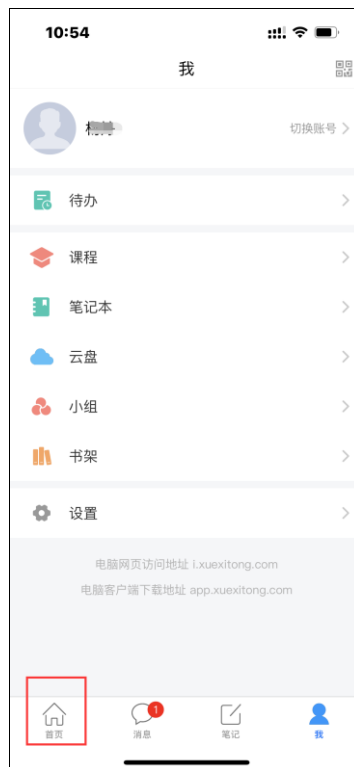 10:54
我
切换账号
待办
课程
笔记本
云盘
小组
书架
设置
电脑网页访问地址 i.xuexitong.com
电脑客户端下载地址 app.xuexitong.com
1
首页
消息
笔记
我